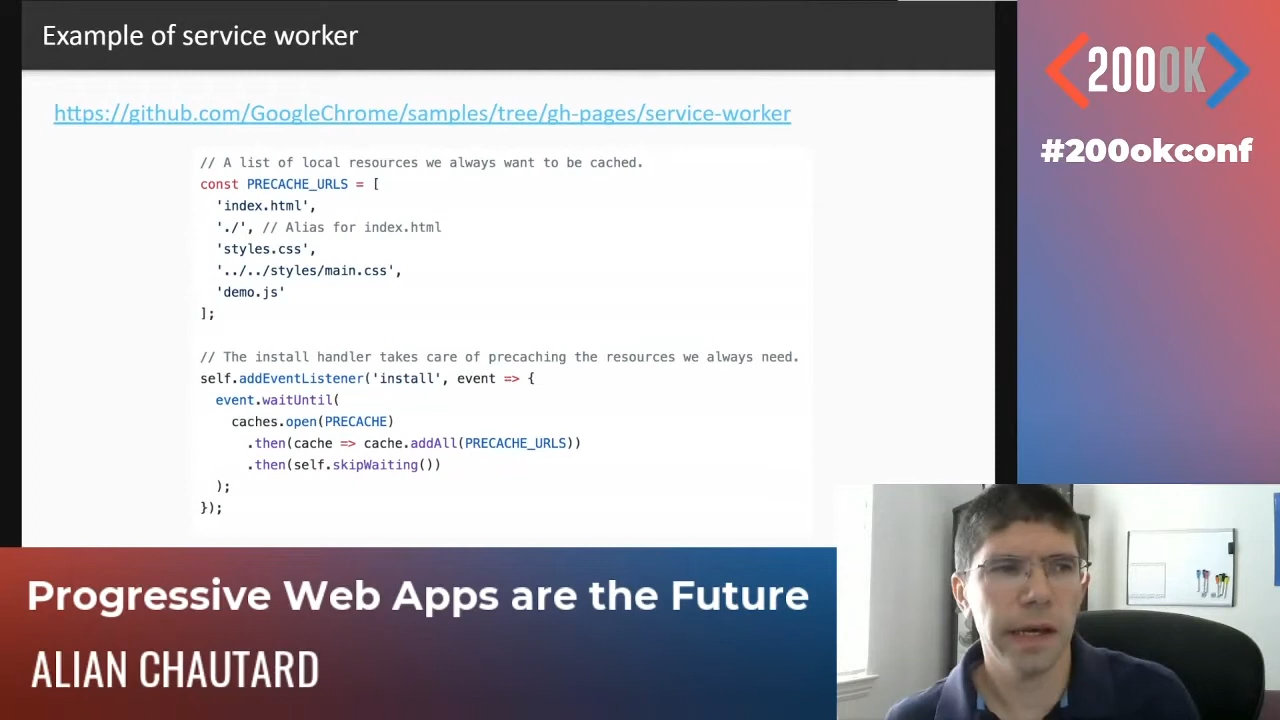 Example of service worker
https://github.com/GoogleChrome/samples/tree/gh-pages/service-worker
// A list of local resources we always want to be cached.
const PRECACHE_URLS = [
  'index.html',
  './', // Alias for index.html
  'styles.css',
  '../../styles/main.css',
  'demo.js'
];
// The install handler takes care of precaching the resources we always need.
self.addEventListener('install', event => {
  event.waitUntil(
    caches.open(PRECACHE)
      .then(cache => cache.addAll(PRECACHE_URLS))
      .then(self.skipWaiting())
  );
});
<200OK>
#200okconf
Progressive Web Apps are the Future
ALIAN CHAUTARD